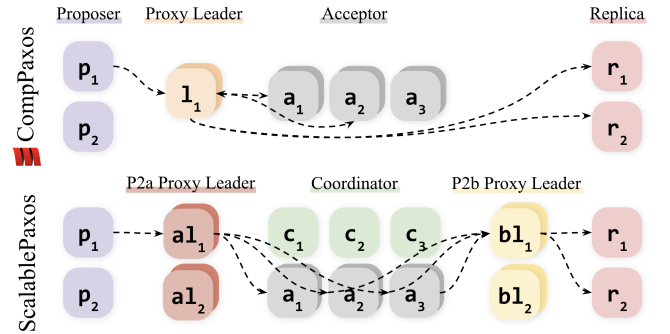 Proposer Proxy Leader Acceptor Replica
CompPaxos
p1 l1 a1 a2 a3 r1
p2 r2
P2a Proxy Leader Coordinator P2b Proxy Leader
ScalablePaxos
p1 al1 c1 c2 c3 bl1 r1
p2 al2 a1 a2 a3 bl2 r2